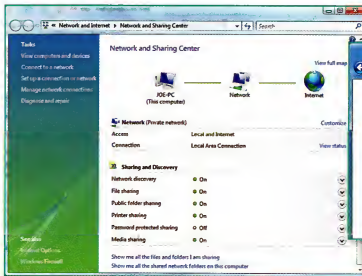 « Network and Internet ▸ Network and Sharing Center
Search
Tasks
View computers and devices
Connect to a network
Set up a connection or network
Manage network connections
Diagnose and repair
See also
Internet Options
Windows Firewall
Network and Sharing Center
View full map
JOE-PC
(This computer)
Network
Internet
Network (Private network)
Customize
Access
Local and Internet
Connection
Local Area Connection
View status
Sharing and Discovery
Network discovery
On
File sharing
On
Public folder sharing
On
Printer sharing
On
Password protected sharing
Off
Media sharing
On
Show me all the files and folders I am sharing
Show me all the shared network folders on this computer